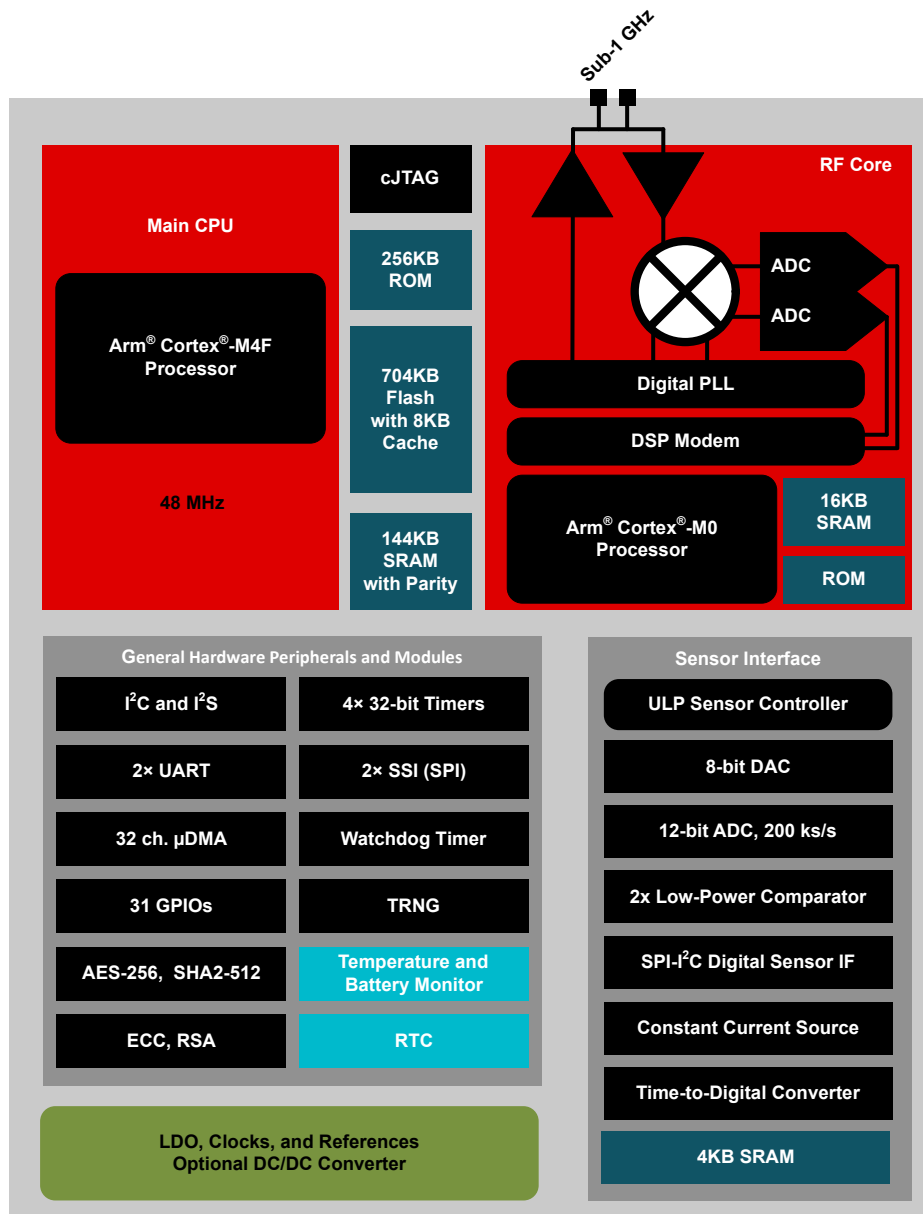 Sub-1 GHz
Main CPU
Arm® Cortex®-M4F
Processor
48 MHz
cJTAG
256KB
ROM
704KB
Flash
with 8KB
Cache
144KB
SRAM
with Parity
RF Core
ADC
ADC
Digital PLL
DSP Modem
Arm® Cortex®-M0
Processor
16KB
SRAM
ROM
General Hardware Peripherals and Modules
I²C and I²S
4× 32-bit Timers
2× UART
2× SSI (SPI)
32 ch. µDMA
Watchdog Timer
31 GPIOs
TRNG
AES-256, SHA2-512
Temperature and
Battery Monitor
ECC, RSA
RTC
LDO, Clocks, and References
Optional DC/DC Converter
Sensor Interface
ULP Sensor Controller
8-bit DAC
12-bit ADC, 200 ks/s
2x Low-Power Comparator
SPI-I²C Digital Sensor IF
Constant Current Source
Time-to-Digital Converter
4KB SRAM